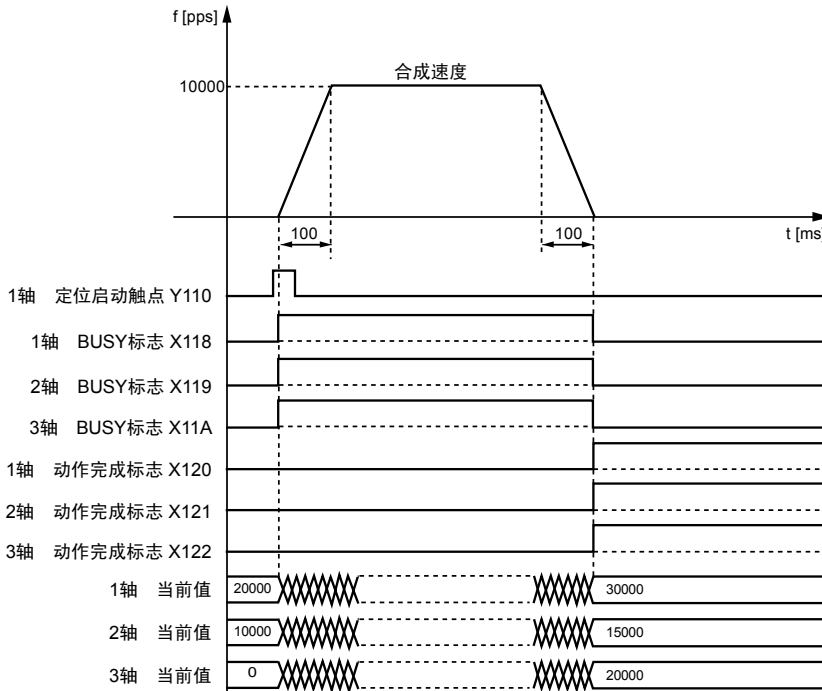 f [pps]
合成速度
10000
100
100
t [ms]
1轴 定位启动触点 Y110
1轴 BUSY标志 X118
2轴 BUSY标志 X119
3轴 BUSY标志 X11A
1轴 动作完成标志 X120
2轴 动作完成标志 X121
3轴 动作完成标志 X122
1轴 当前值 20000 30000
2轴 当前值 10000 15000
3轴 当前值 0 20000